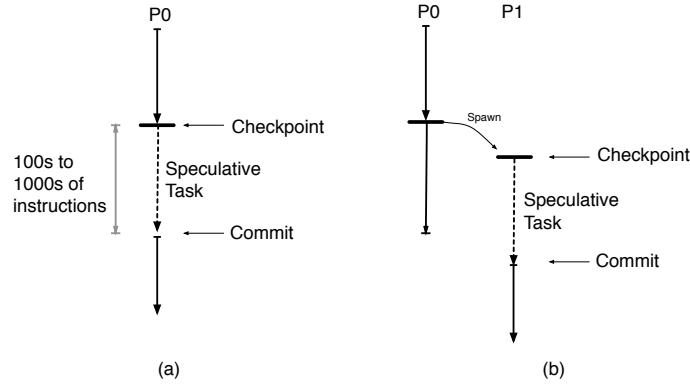 P0
Checkpoint
100s to
1000s of
instructions
Speculative
Task
Commit
(a)
P0
P1
Spawn
Checkpoint
Speculative
Task
Commit
(b)